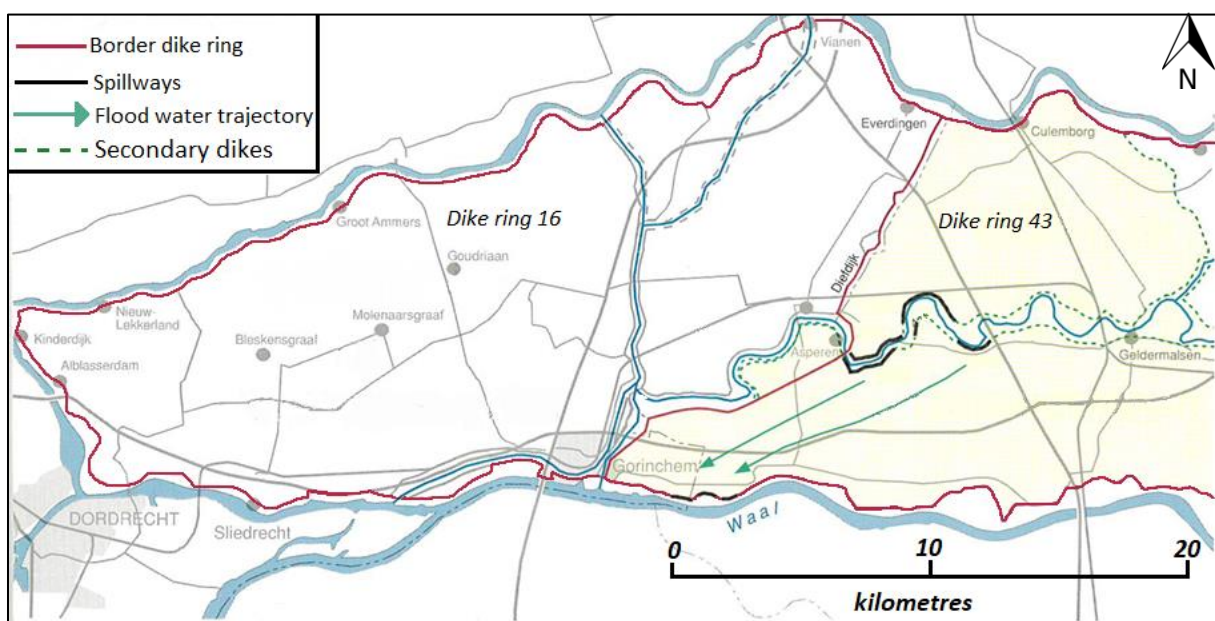 Border dike ring
Spillways
Flood water trajectory
Secondary dikes
N
Vianen
Everdingen
Culemborg
Dike ring 16
Dike ring 43
Groot Ammers
Goudriaan
Diefdijk
Nieuw-
Lekkerland
Molenaarsgraaf
Kinderdijk
Bleskensgraal
Asperen
Geldermalsen
Alblasserdam
Gorinchem
DORDRECHT
Sliedrecht
Waal
0
10
20
kilometres